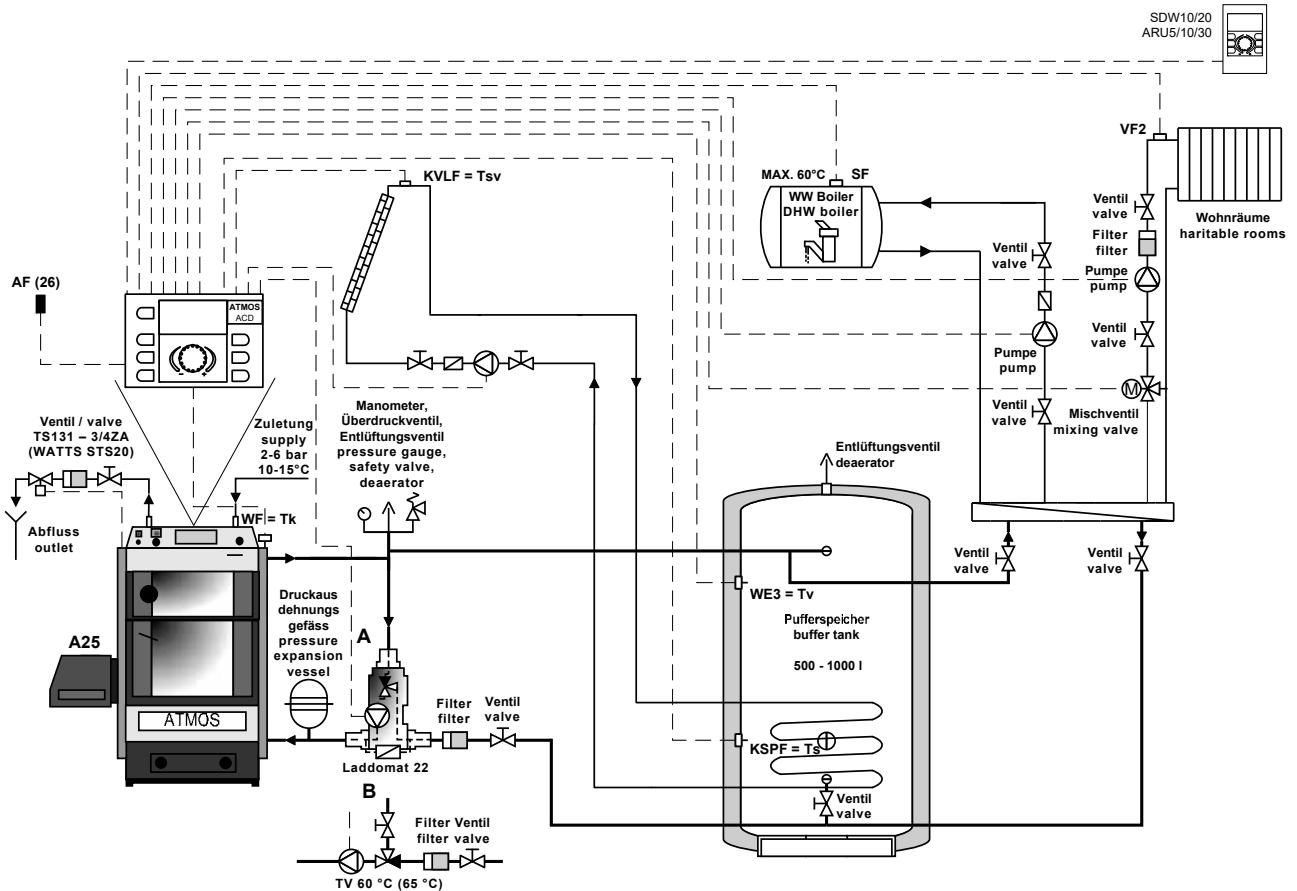 SDW10/20
ARU5/10/30
VF2
KVLF = Tsv
MAX. 60°C
SF
WW Boiler
DHW boiler
Ventil
valve
Wohnräume
haritable rooms
Filter
filter
Ventil
valve
Pumpe
pump
AF (26)
ATMOS
ACD
- +
Ventil
valve
Pumpe
pump
M
Mischventil
mixing valve
Ventil
valve
Manometer,
Überdruckventil,
Entlüftungsventil
pressure gauge,
safety valve,
deaerator
Ventil / valve
TS131 – 3/4ZA
(WATTS STS20)
Zuletung
supply
2-6 bar
10-15°C
Entlüftungsventil
deaerator
WF = Tk
Abfluss
outlet
Ventil
valve
Ventil
valve
WE3 = Tv
Druckaus
dehnungs
gefäss
pressure
expansion
vessel
A
Pufferspeicher
buffer tank
500 - 1000 l
A25
ATMOS
Filter
filter
Ventil
valve
KSPF = Ts
Laddomat 22
B
Ventil
valve
Filter Ventil
filter valve
TV 60 °C (65 °C)